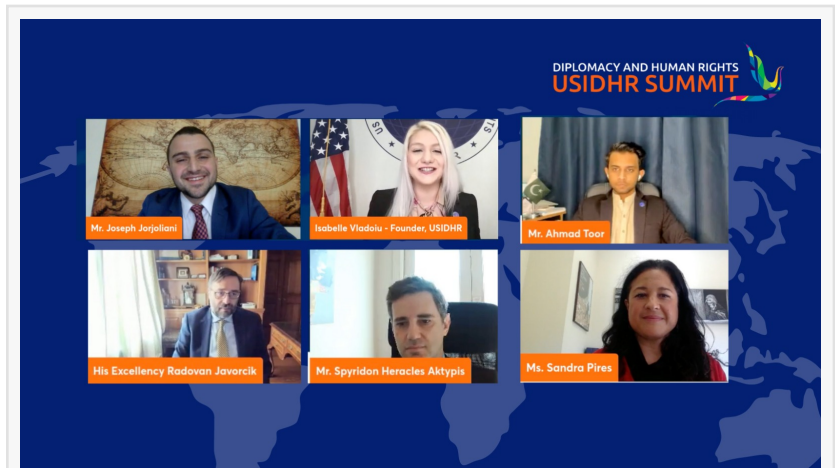 DIPLOMACY AND HUMAN RIGHTS
USIDHR SUMMIT
Mr. Joseph Jorjoliani
Isabelle Vladoiu - Founder, USIDHR
Mr. Ahmad Toor
His Excellency Radovan Javorcik
Mr. Spyridon Heracles Aktypis
Ms. Sandra Pires